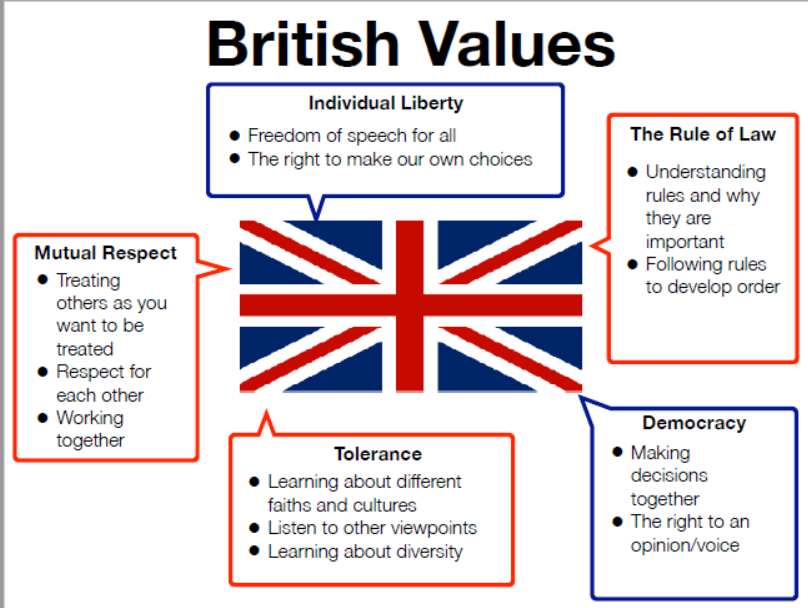 British Values
Individual Liberty
● Freedom of speech for all
● The right to make our own choices
The Rule of Law
● Understanding
rules and why
they are
important
● Following rules
to develop order
Mutual Respect
● Treating
others as you
want to be
treated
● Respect for
each other
● Working
together
Tolerance
● Learning about different
faiths and cultures
● Listen to other viewpoints
● Learning about diversity
Democracy
● Making
decisions
together
● The right to an
opinion/voice